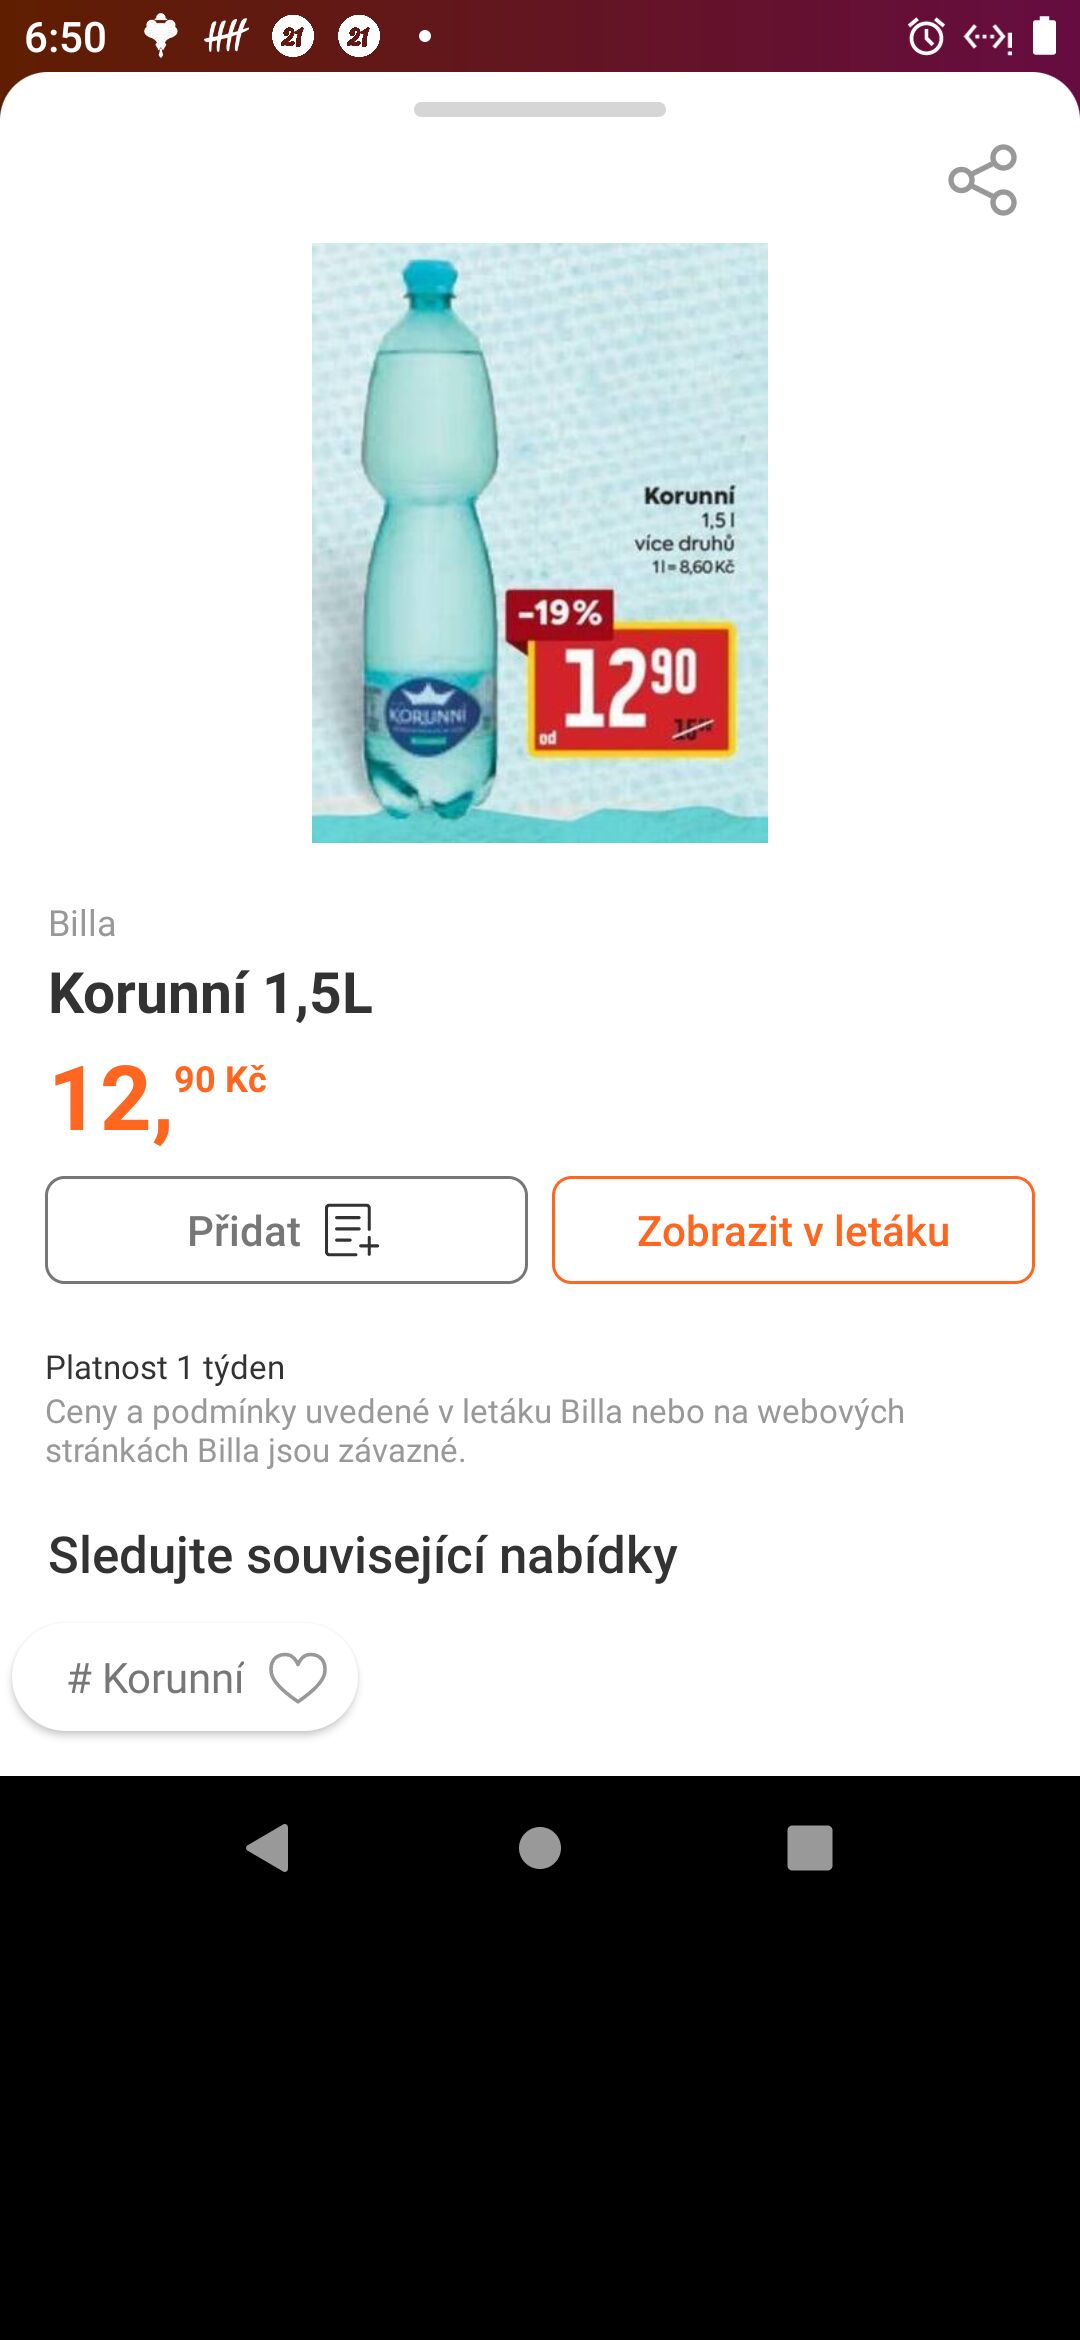 6:50
21 21
Korunní
1,5 l
více druhů
1 l = 8,60 Kč
-19%
12 90
od
KORUNNÍ
Billa
Korunní 1,5L
12,90 Kč
Přidat
Zobrazit v letáku
Platnost 1 týden
Ceny a podmínky uvedené v letáku Billa nebo na webových
stránkách Billa jsou závazné.
Sledujte související nabídky
# Korunní